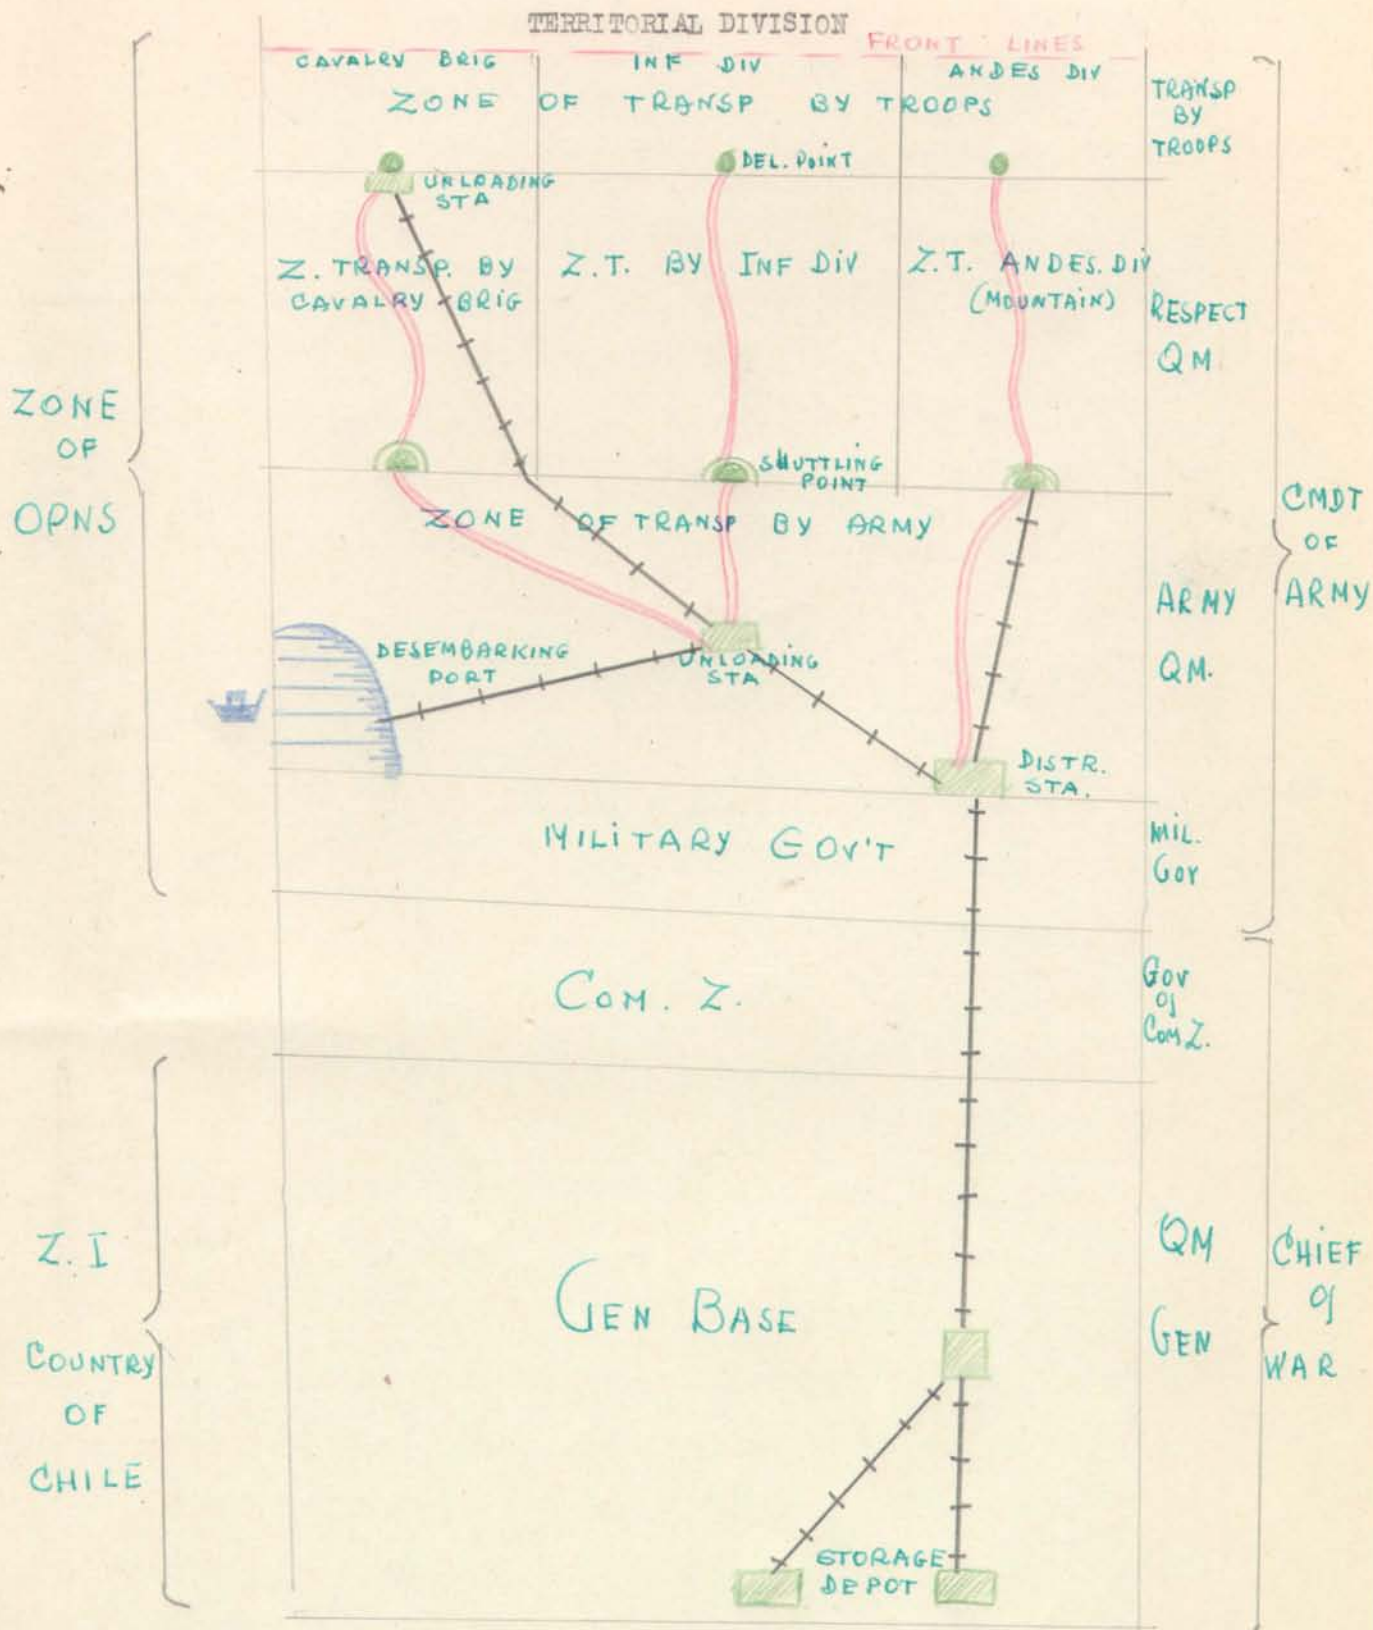 TERRITORIAL DIVISION
FRONT LINES
CAVALRY BRIG
INF DIV
ANDES DIV
ZONE OF TRANSP BY TROOPS
TRANSP
BY
TROOPS
UNLOADING
STA
DEL. POINT
Z. TRANSP. BY
CAVALRY BRIG
Z.T. BY INF DIV
Z.T. ANDES. DIV
(MOUNTAIN)
RESPECT
QM
ZONE
OF
OPNS
SHUTTLING
POINT
ZONE OF TRANSP BY ARMY
CMDT
OF
ARMY
ARMY
QM.
DESEMBARKING
PORT
UNLOADING
STA
DISTR.
STA.
MILITARY GOV'T
MIL.
GOV
COM. Z.
GOV
of
COM Z.
Z. I
COUNTRY
OF
CHILE
GEN BASE
QM
GEN
CHIEF
of
WAR
STORAGE
DEPOT